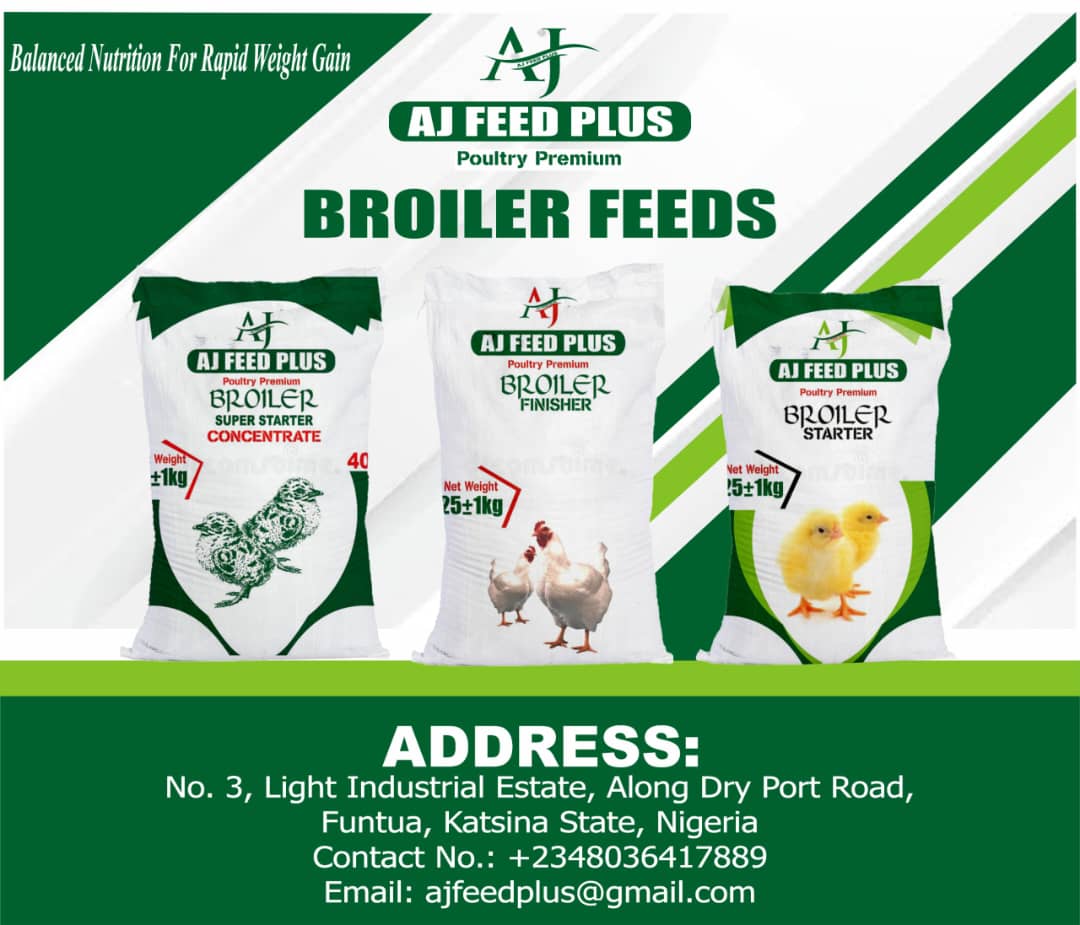 Balanced Nutrition For Rapid Weight Gain
AJ
AJ FEED PLUS
AJ FEED PLUS
Poultry Premium
BROILER FEEDS
AJ
AJ FEED PLUS
Poultry Premium
BROILER
SUPER STARTER
CONCENTRATE
Weight
±1kg
40
AJ
AJ FEED PLUS
Poultry Premium
BROILER
FINISHER
Net Weight
25±1kg
AJ
AJ FEED PLUS
Poultry Premium
BROILER
STARTER
Net Weight
25±1kg
ADDRESS:
No. 3, Light Industrial Estate, Along Dry Port Road,
Funtua, Katsina State, Nigeria
Contact No.: +2348036417889
Email: ajfeedplus@gmail.com